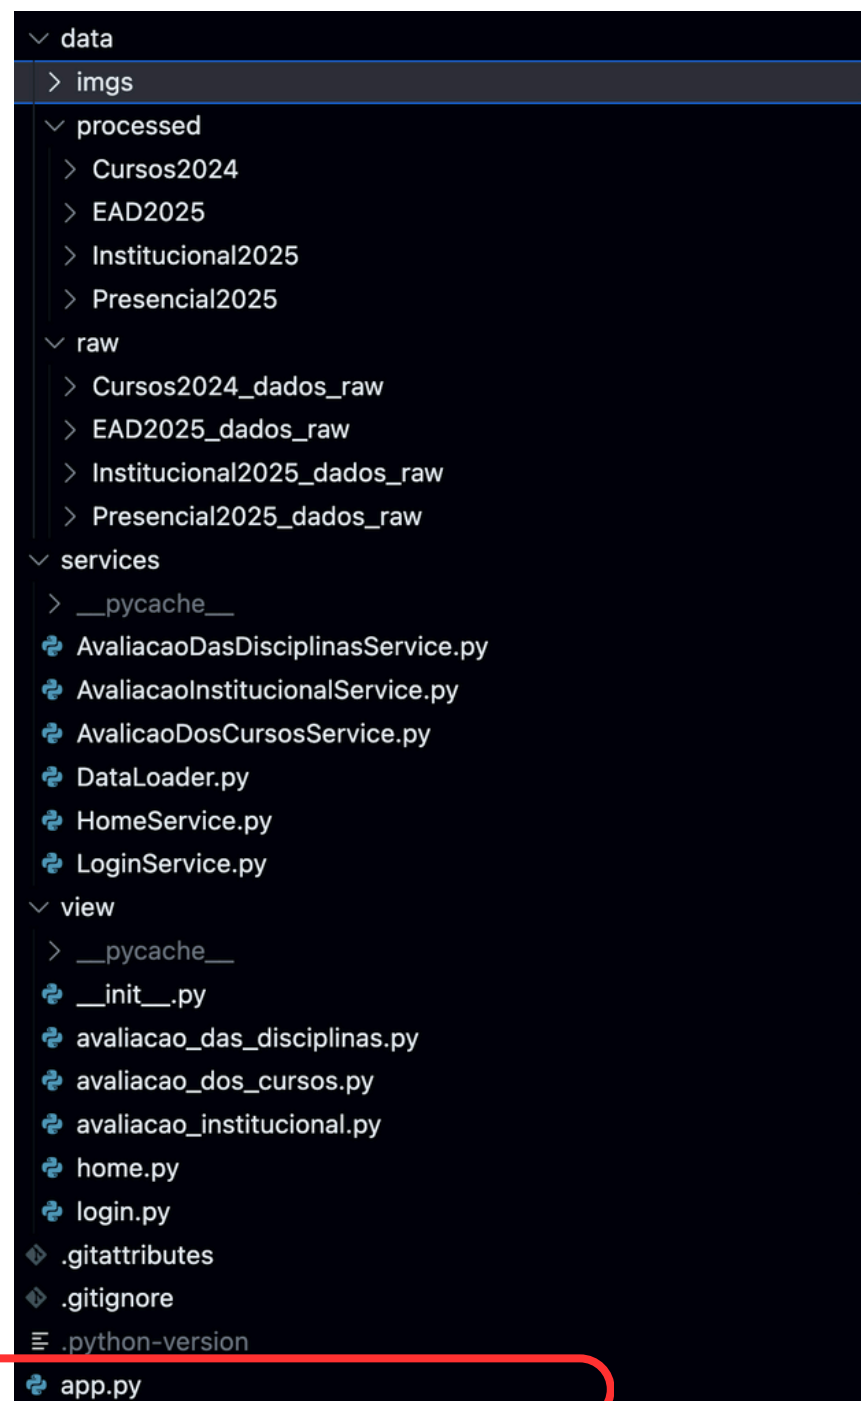 data
imgs
processed
Cursos2024
EAD2025
Institucional2025
Presencial2025
raw
Cursos2024_dados_raw
EAD2025_dados_raw
Institucional2025_dados_raw
Presencial2025_dados_raw
services
__pycache__
AvaliacaoDasDisciplinasService.py
AvaliacaoInstitucionalService.py
AvalicaoDosCursosService.py
DataLoader.py
HomeService.py
LoginService.py
view
__pycache__
__init__.py
avaliacao_das_disciplinas.py
avaliacao_dos_cursos.py
avaliacao_institucional.py
home.py
login.py
.gitattributes
.gitignore
.python-version
app.py